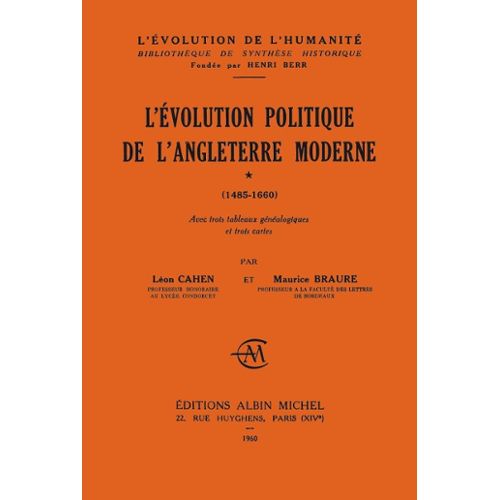 L'ÉVOLUTION DE L'HUMANITÉ
BIBLIOTHÈQUE DE SYNTHÈSE HISTORIQUE
Fondée par HENRI BERR
L'ÉVOLUTION POLITIQUE
DE L'ANGLETERRE MODERNE
*
(1485-1660)
Avec trois tableaux généalogiques
et trois cartes
PAR
Léon CAHEN ET Maurice BRAURE
PROFESSEUR HONORAIRE PROFESSEUR A LA FACULTÉ DES LETTRES
AU LYCÉE CONDORCET DE BORDEAUX
AM
ÉDITIONS ALBIN MICHEL
22, RUE HUYGHENS, PARIS (XIVe)
1960